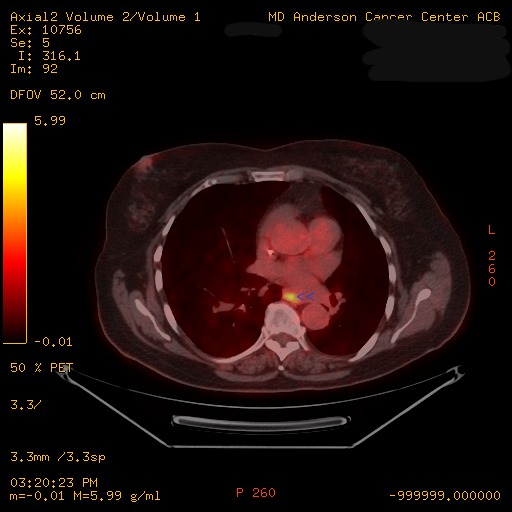 Axial2 Volume 2/Volume 1
MD Anderson Cancer Center ACB
Ex: 10756
Se: 5
I: 316.1
Im: 92
DFOV 52.0 cm
5.99
L
260
-0.01
50 % PET
3.3/
3.3mm /3.3sp
03:20:23 PM
m=-0.01 M=5.99 g/ml
P 260
-999999.000000